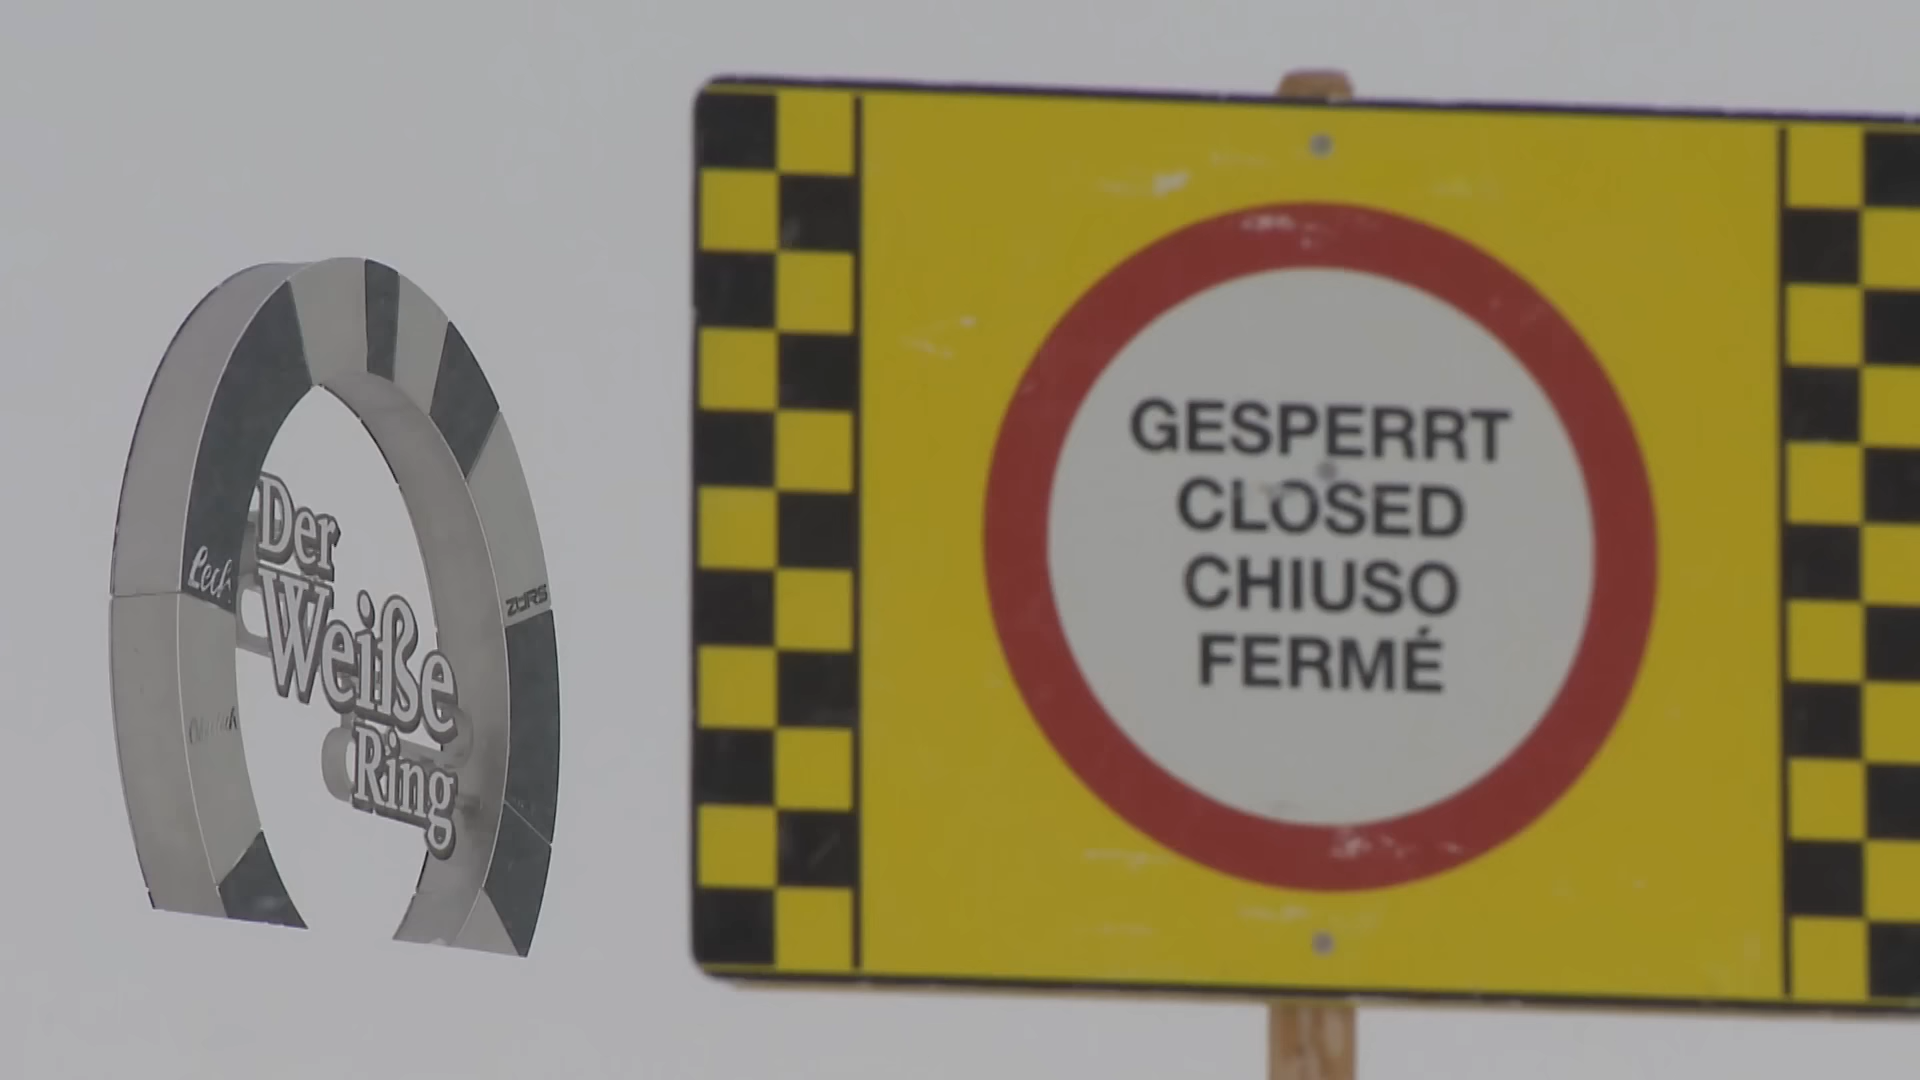 Der
Weiße
Ring
Lech
ZÜRS
GESPERRT
CLOSED
CHIUSO
FERMÉ